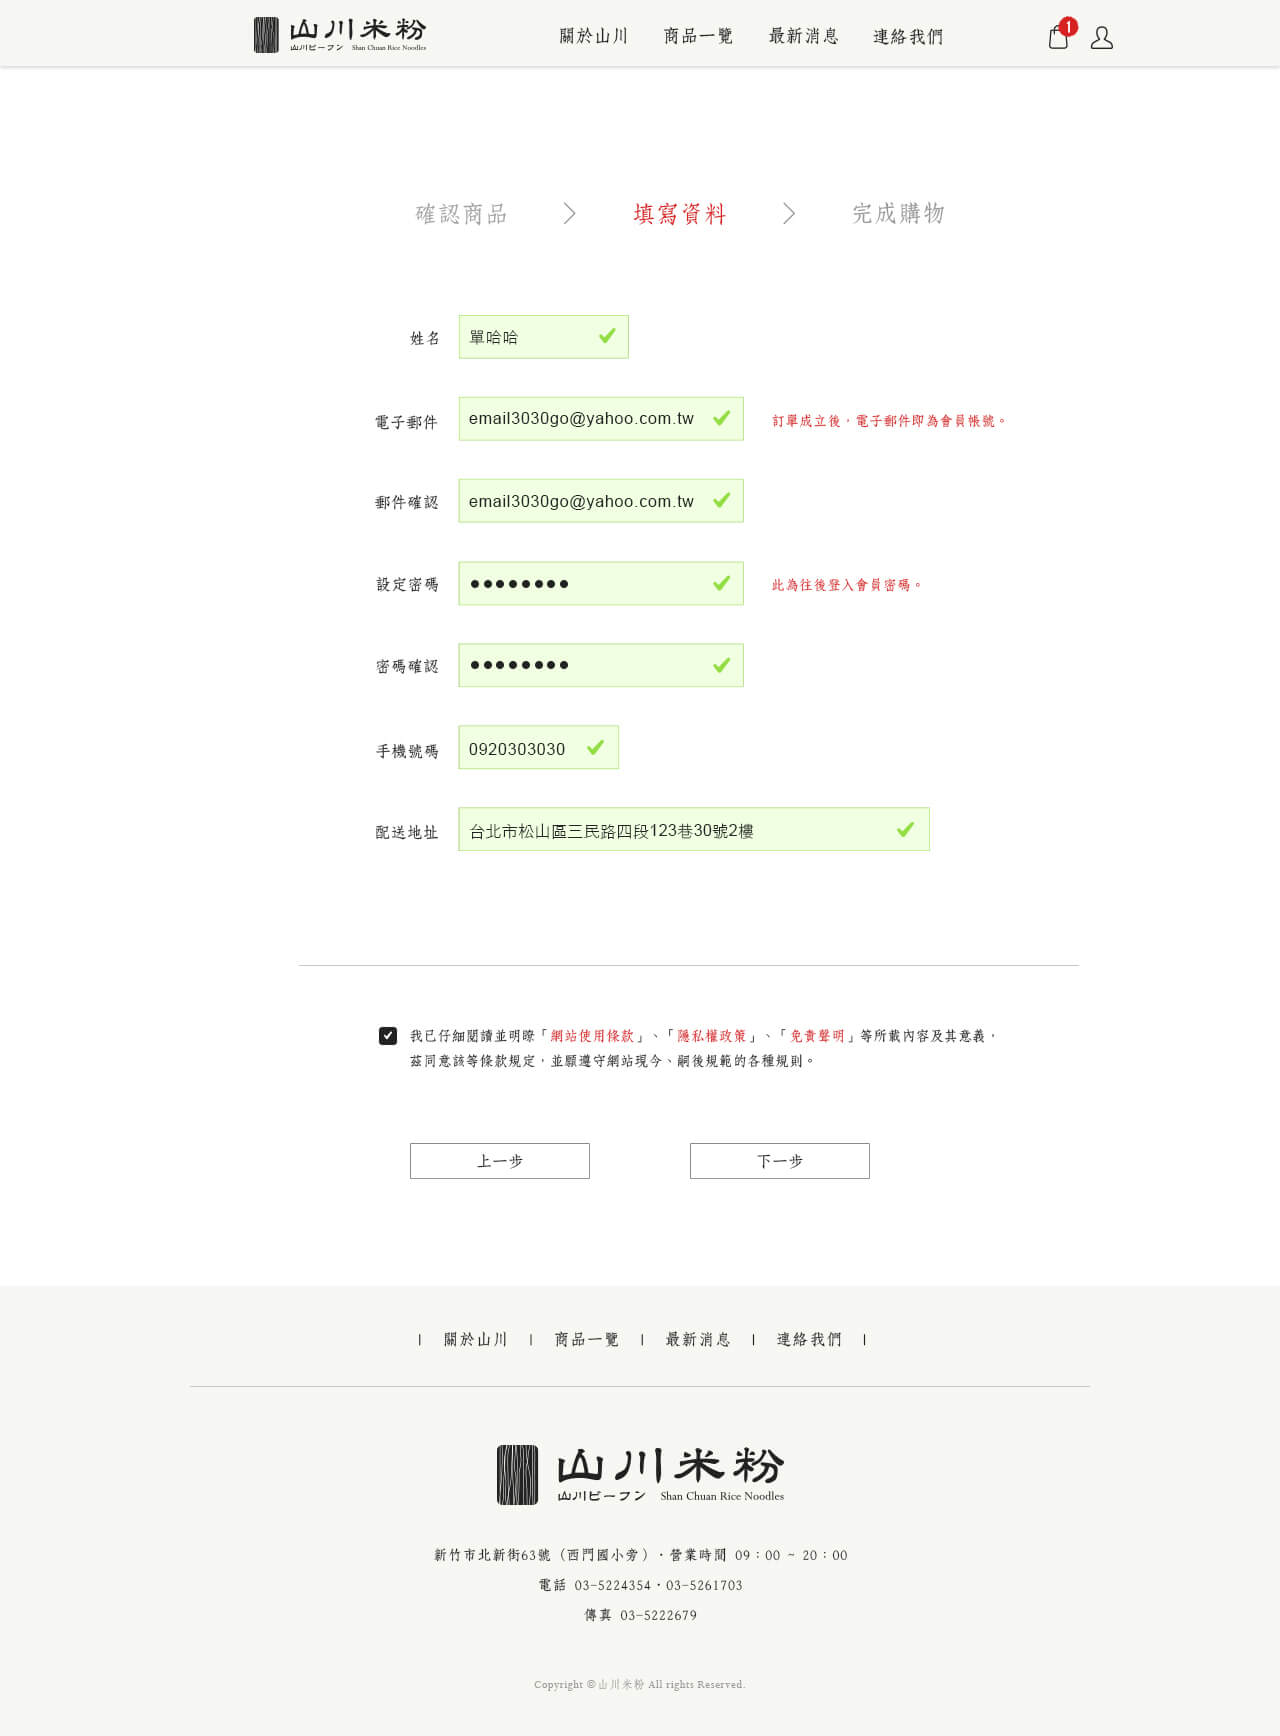 山川米粉
山川ビーフン Shan Chuan Rice Noodles
關於山川 商品一覽 最新消息 連絡我們
1
確認商品 > 填寫資料 > 完成購物
姓名 單哈哈
電子郵件 email3030go@yahoo.com.tw 訂單成立後，電子郵件即為會員帳號。
郵件確認 email3030go@yahoo.com.tw
設定密碼 ●●●●●●●● 此為往後登入會員密碼。
密碼確認 ●●●●●●●●
手機號碼 0920303030
配送地址 台北市松山區三民路四段123巷30號2樓
我已仔細閱讀並明瞭「網站使用條款」、「隱私權政策」、「免責聲明」等所載內容及其意義，
茲同意該等條款規定，並願遵守網站現今、嗣後規範的各種規則。
上一步 下一步
| 關於山川 | 商品一覽 | 最新消息 | 連絡我們 |
山川米粉
山川ビーフン Shan Chuan Rice Noodles
新竹市北新街63號（西門國小旁）・營業時間 09：00 ~ 20：00
電話 03-5224354・03-5261703
傳真 03-5222679
Copyright ©山川米粉 All rights Reserved.